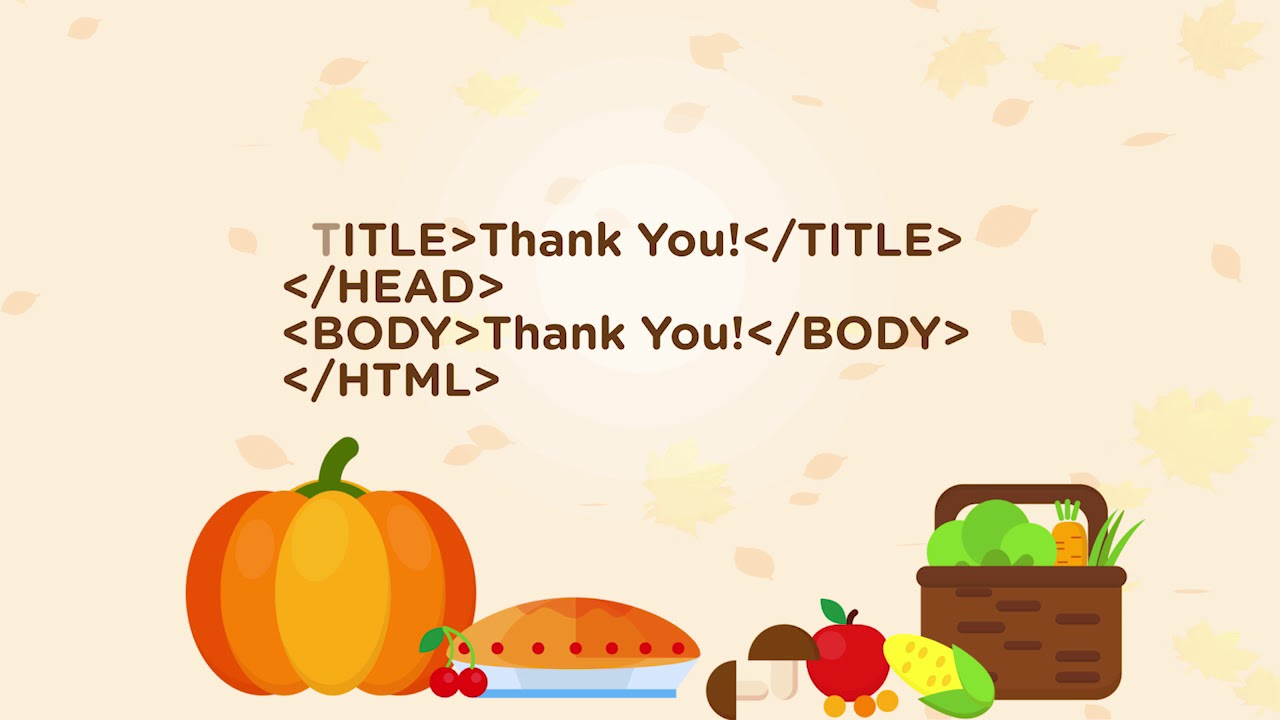 TITLE>Thank You!</TITLE>
</HEAD>
<BODY>Thank You!</BODY>
</HTML>